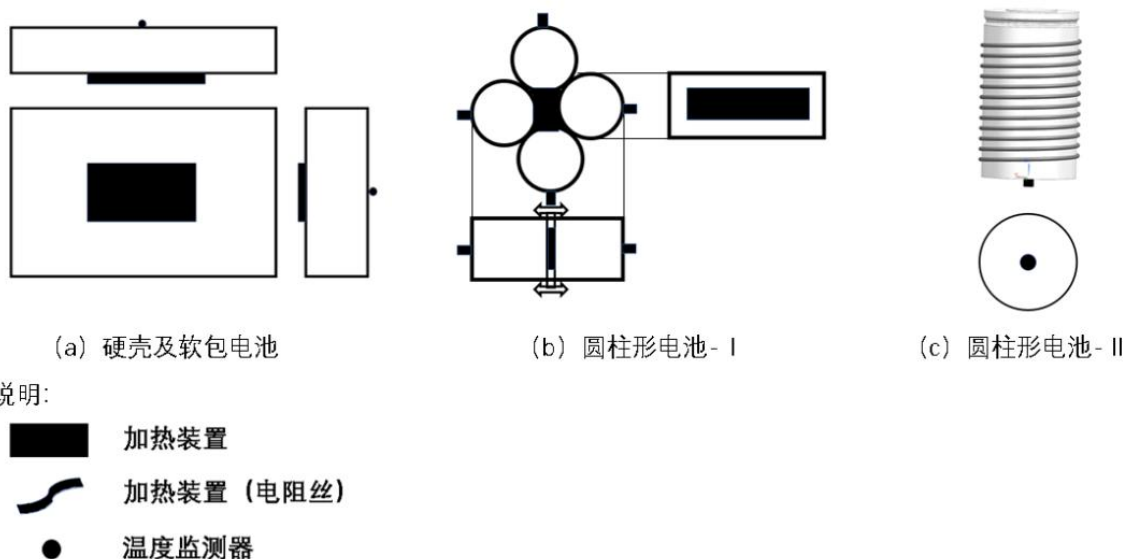 (a) 硬壳及软包电池
(b) 圆柱形电池- I
(c) 圆柱形电池- II
说明:
加热装置
加热装置 (电阻丝)
温度监测器